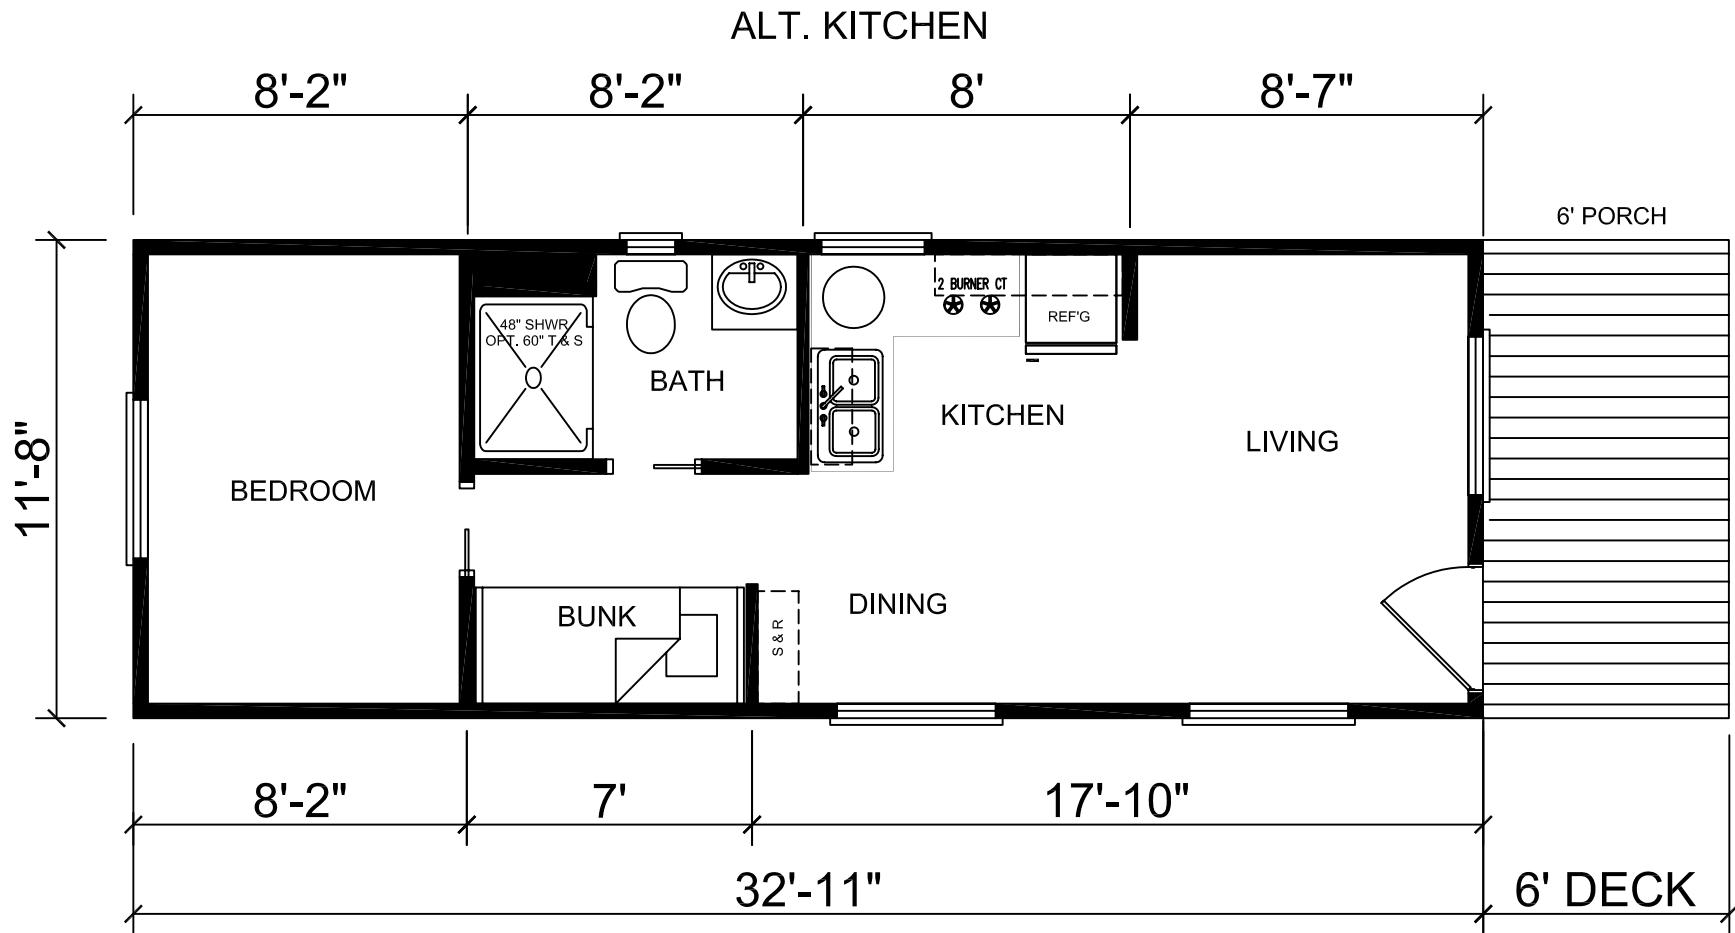 ALT. KITCHEN
8'-2"
8'-2"
8'
8'-7"
6' PORCH
2 BURNER CT
REF'G
48" SHWR
OPT. 60" T & S
BATH
KITCHEN
LIVING
11'-8"
BEDROOM
DINING
BUNK
S & R
8'-2"
7'
17'-10"
32'-11"
6' DECK